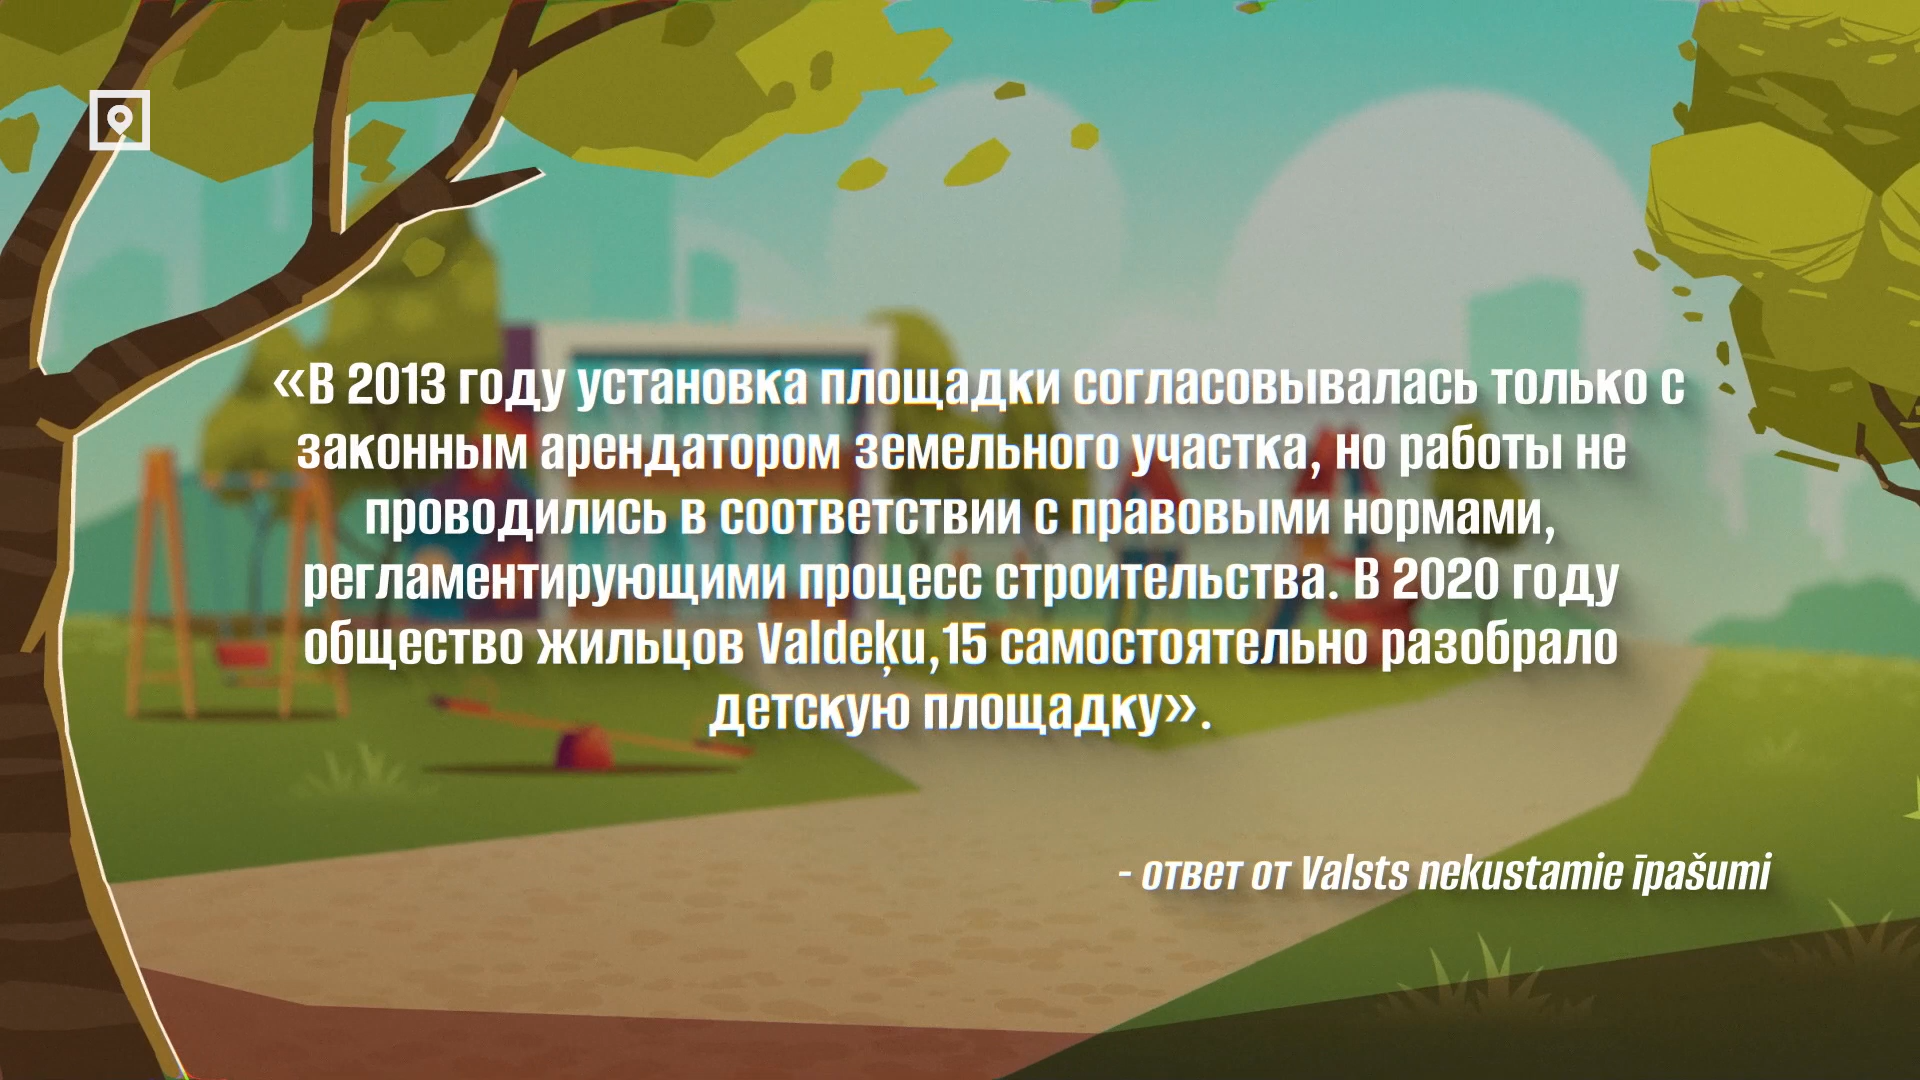 «В 2013 году установка площадки согласовывалась только с
законным арендатором земельного участка, но работы не
проводились в соответствии с правовыми нормами,
регламентирующими процесс строительства. В 2020 году
общество жильцов Valdeķu,15 самостоятельно разобрало
детскую площадку».
- ответ от Valsts nekustamie īpašumi